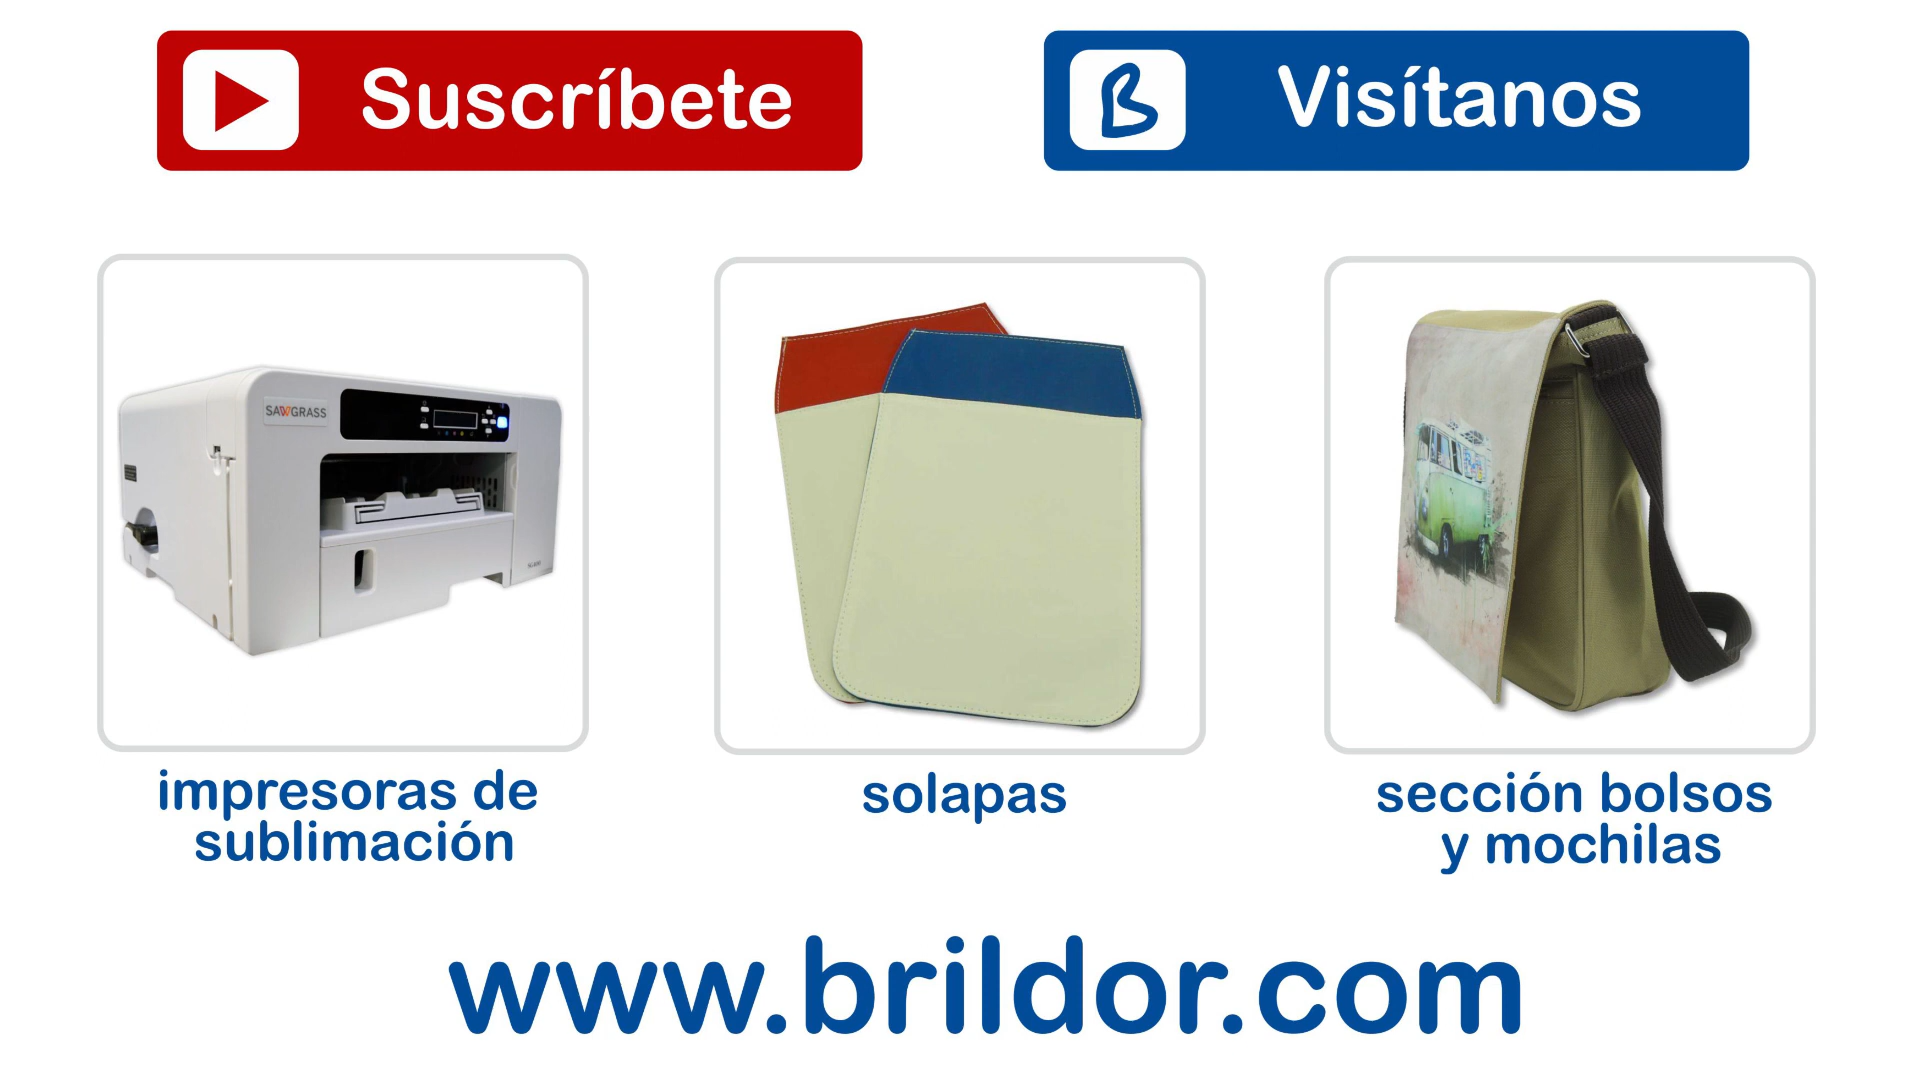 Suscríbete
B Visítanos
SAWGRASS
impresoras de
sublimación
solapas
sección bolsos
y mochilas
www.brildor.com